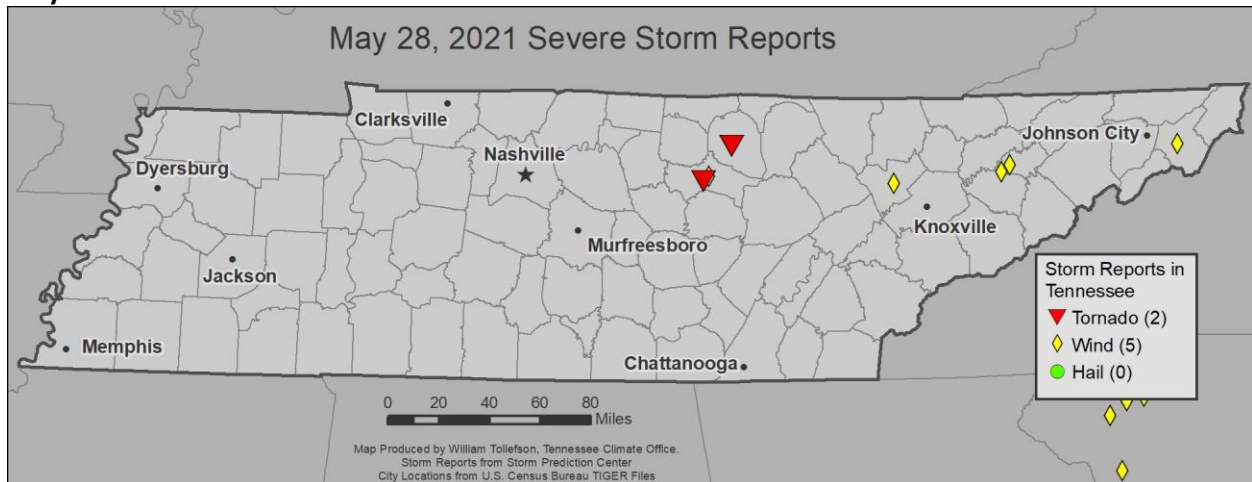 May 28, 2021 Severe Storm Reports
Clarksville
Johnson City
Nashville
Dyersburg
Knoxville
Murfreesboro
Jackson
Storm Reports in
Tennessee
Tornado (2)
Wind (5)
Hail (0)
Memphis
Chattanooga
0 20 40 60 80
Miles
Map Produced by William Tollefson, Tennessee Climate Office.
Storm Reports from Storm Prediction Center
City Locations from U.S. Census Bureau TIGER Files